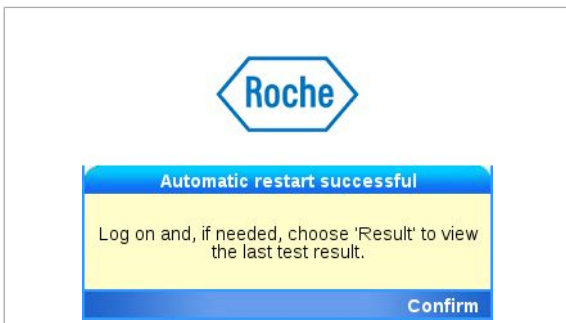 Roche
Automatic restart successful
Log on and, if needed, choose 'Result' to view
the last test result.
Confirm